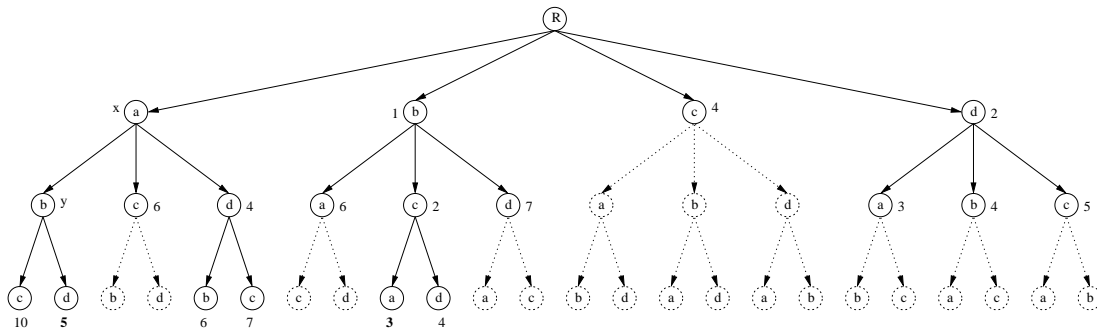 R
x a 1 b c 4 d 2
b y c 6 d 4 a 6 c 2 d 7 a b d a 3 b 4 c 5
c d b d b c c d a d a c b d a d a b b c a c a b
10 5 6 7 3 4